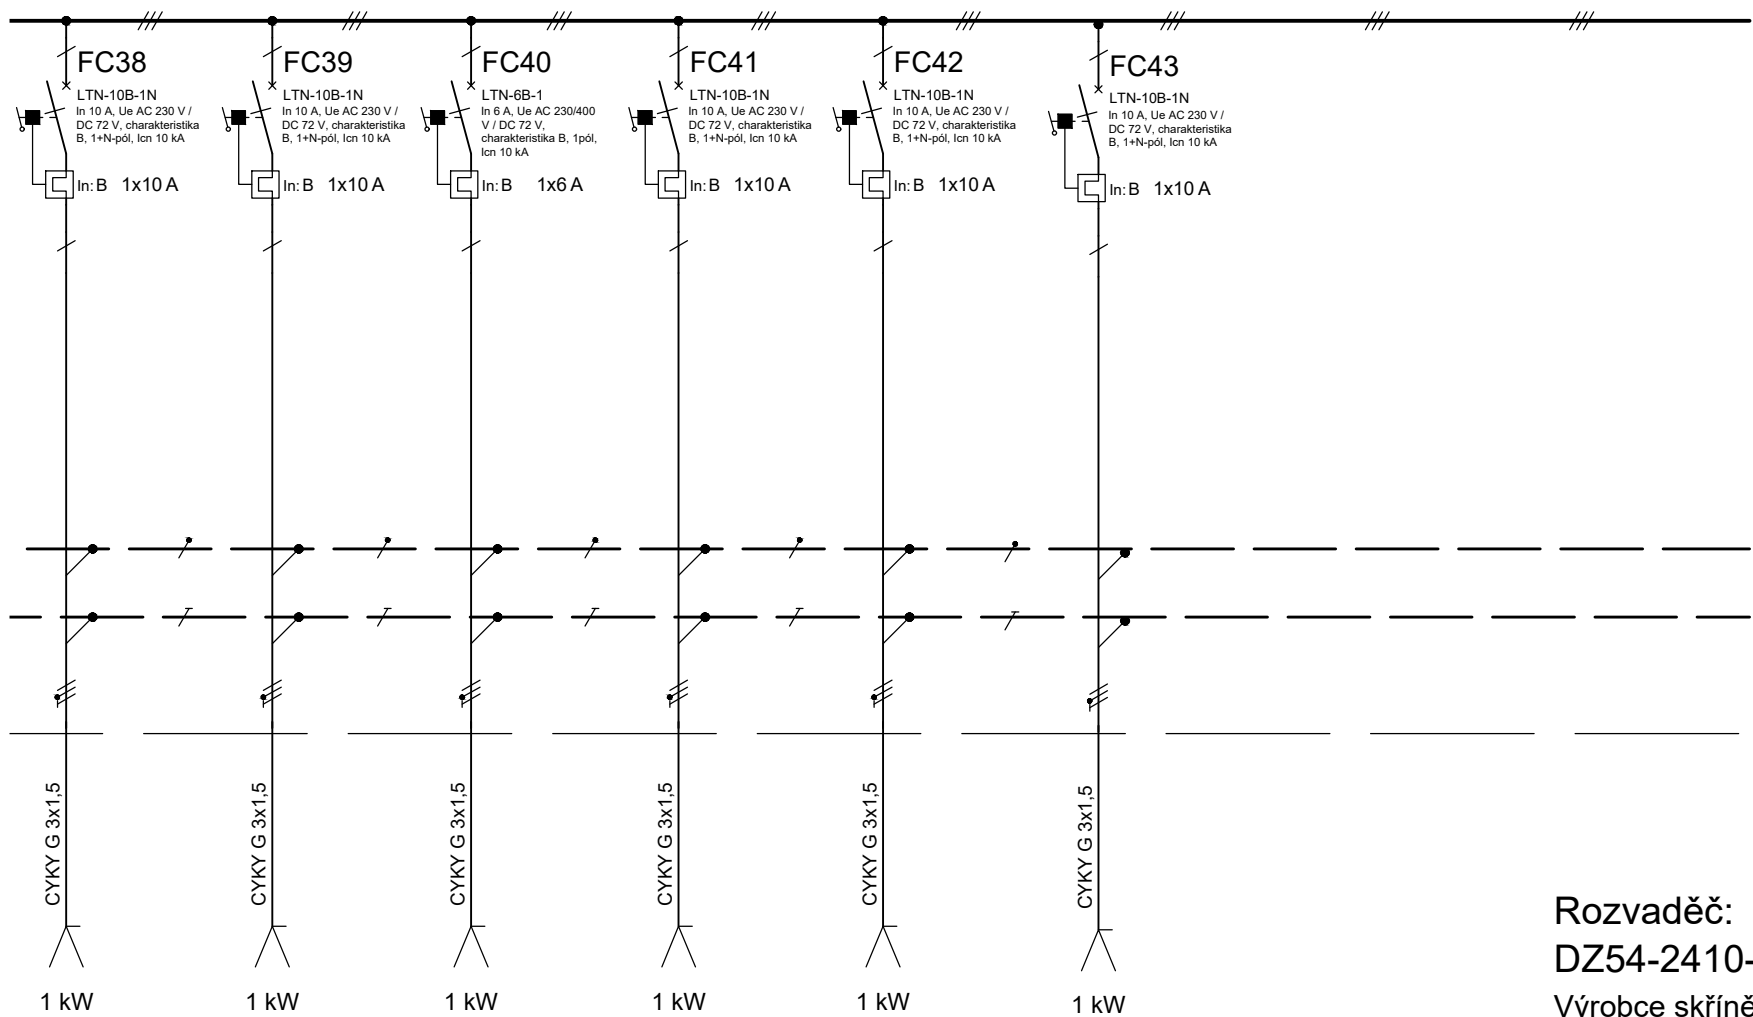 FC38
LTN-10B-1N
In 10 A, Ue AC 230 V /
DC 72 V, charakteristika
B, 1+N-pól, Icn 10 kA
In: B 1x10 A
FC39
LTN-10B-1N
In 10 A, Ue AC 230 V /
DC 72 V, charakteristika
B, 1+N-pól, Icn 10 kA
In: B 1x10 A
FC40
LTN-6B-1
In 6 A, Ue AC 230/400
V / DC 72 V,
charakteristika B, 1pól,
Icn 10 kA
In: B 1x6 A
FC41
LTN-10B-1N
In 10 A, Ue AC 230 V /
DC 72 V, charakteristika
B, 1+N-pól, Icn 10 kA
In: B 1x10 A
FC42
LTN-10B-1N
In 10 A, Ue AC 230 V /
DC 72 V, charakteristika
B, 1+N-pól, Icn 10 kA
In: B 1x10 A
FC43
LTN-10B-1N
In 10 A, Ue AC 230 V /
DC 72 V, charakteristika
B, 1+N-pól, Icn 10 kA
In: B 1x10 A
CYKY G 3x1,5
CYKY G 3x1,5
CYKY G 3x1,5
CYKY G 3x1,5
CYKY G 3x1,5
CYKY G 3x1,5
1 kW
1 kW
1 kW
1 kW
1 kW
1 kW
Rozvaděč:
DZ54-2410-
Výrobce skříně